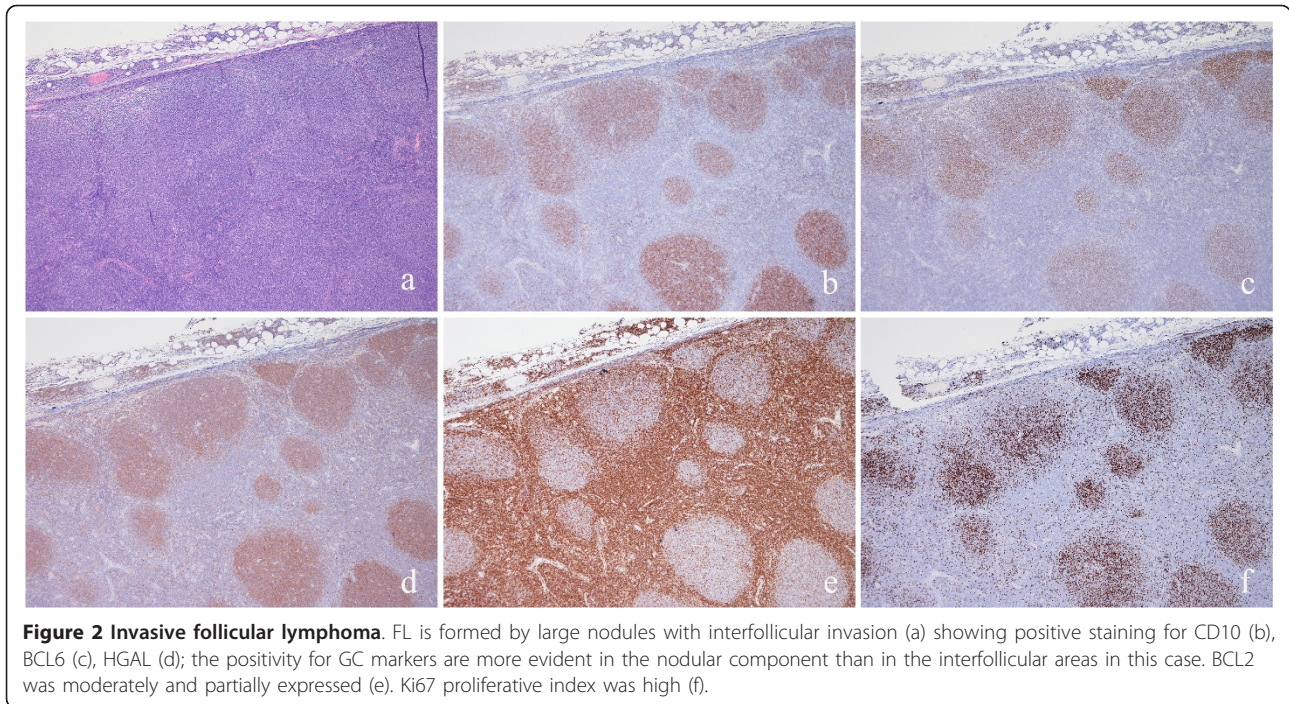 a
b
c
d
e
f
Figure 2 Invasive follicular lymphoma. FL is formed by large nodules with interfollicular invasion (a) showing positive staining for CD10 (b),
BCL6 (c), HGAL (d); the positivity for GC markers are more evident in the nodular component than in the interfollicular areas in this case. BCL2
was moderately and partially expressed (e). Ki67 proliferative index was high (f).